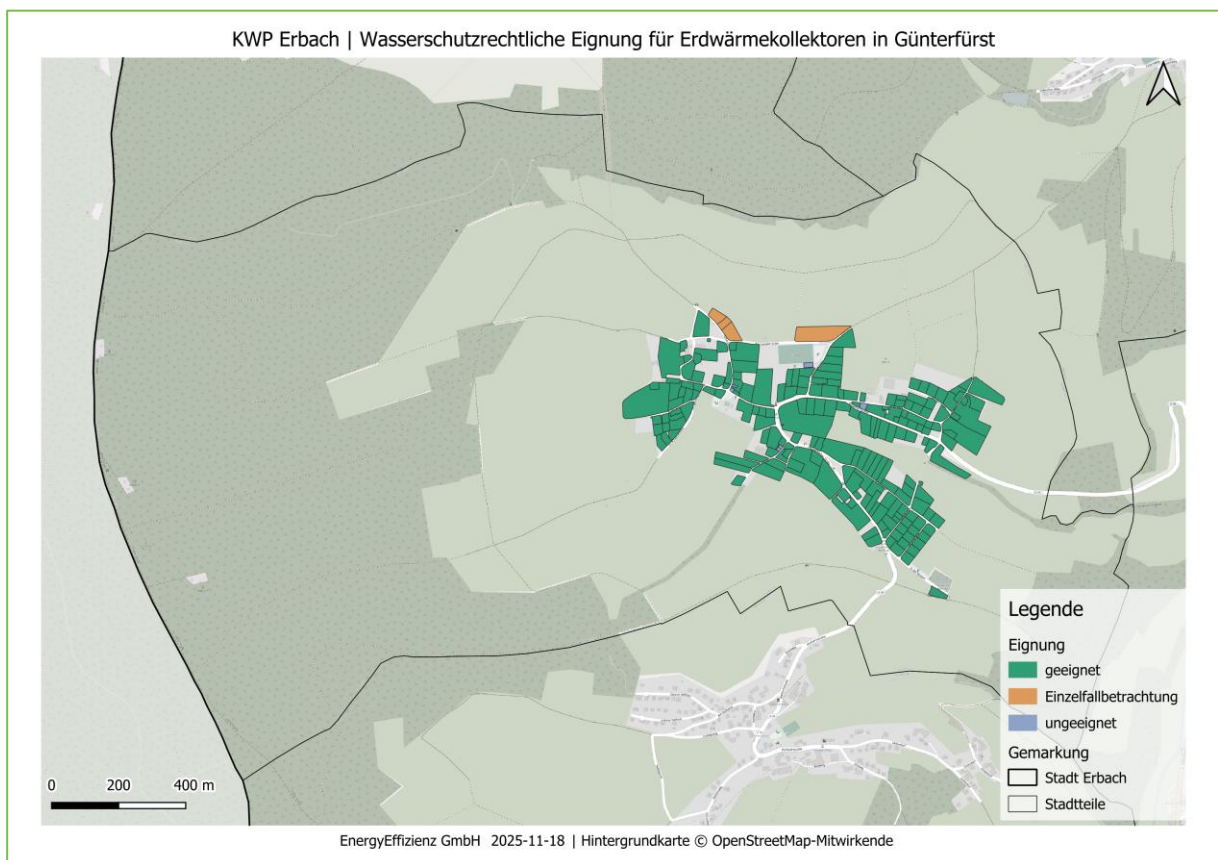 KWP Erbach | Wasserschutzrechtliche Eignung für Erdwärmekollektoren in Günterfürst
Legende
Eignung
geeignet
Einzelfallbetrachtung
ungeeignet
Gemarkung
Stadt Erbach
Stadtteile
0 200 400 m
EnergyEffizienz GmbH 2025-11-18 | Hintergrundkarte © OpenStreetMap-Mitwirkende